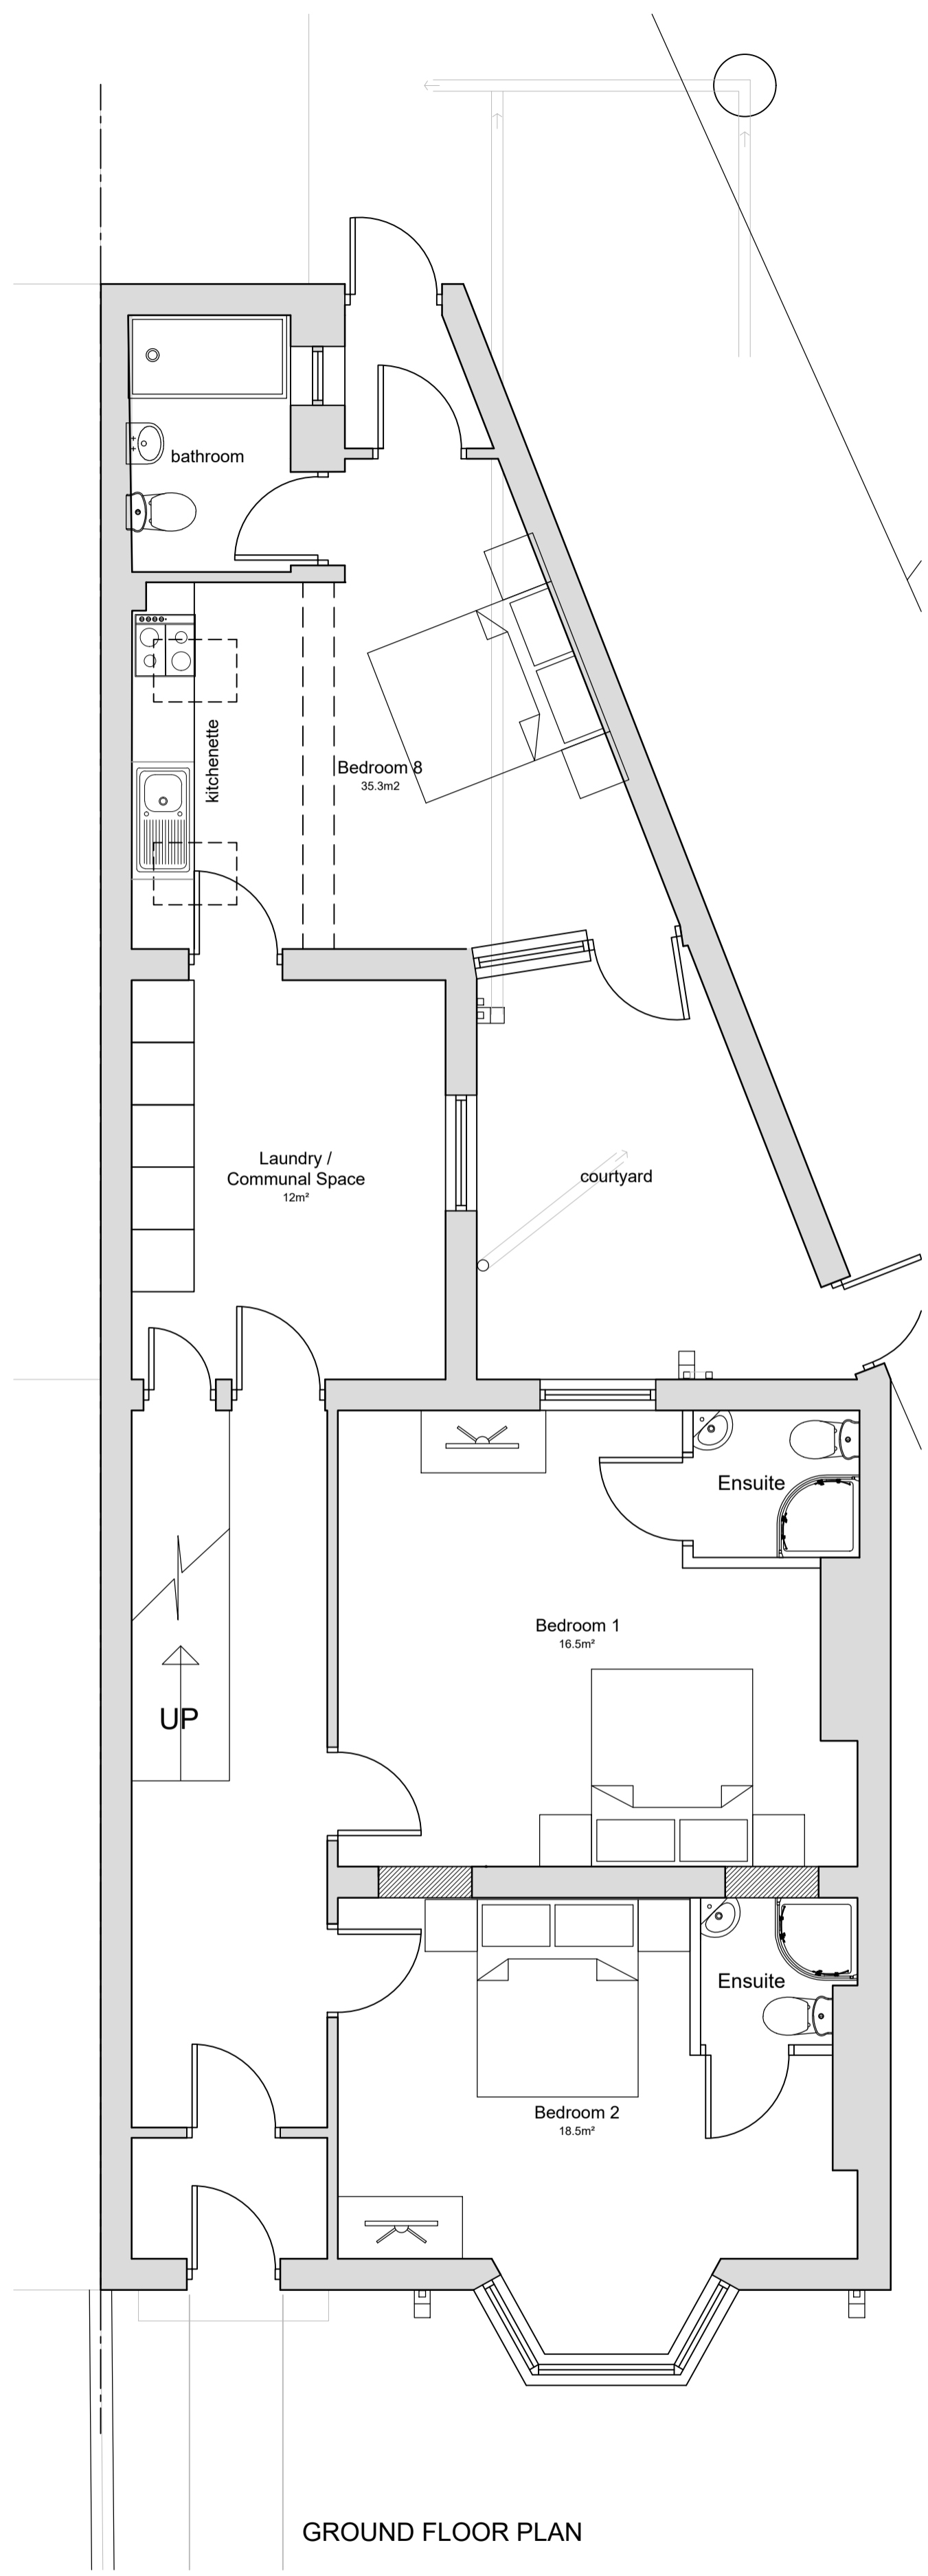 bathroom
kitchenette
Bedroom 8
35.3m2
Laundry /
Communal Space
12m²
courtyard
Ensuite
Bedroom 1
16.5m²
UP
Ensuite
Bedroom 2
18.5m²
GROUND FLOOR PLAN